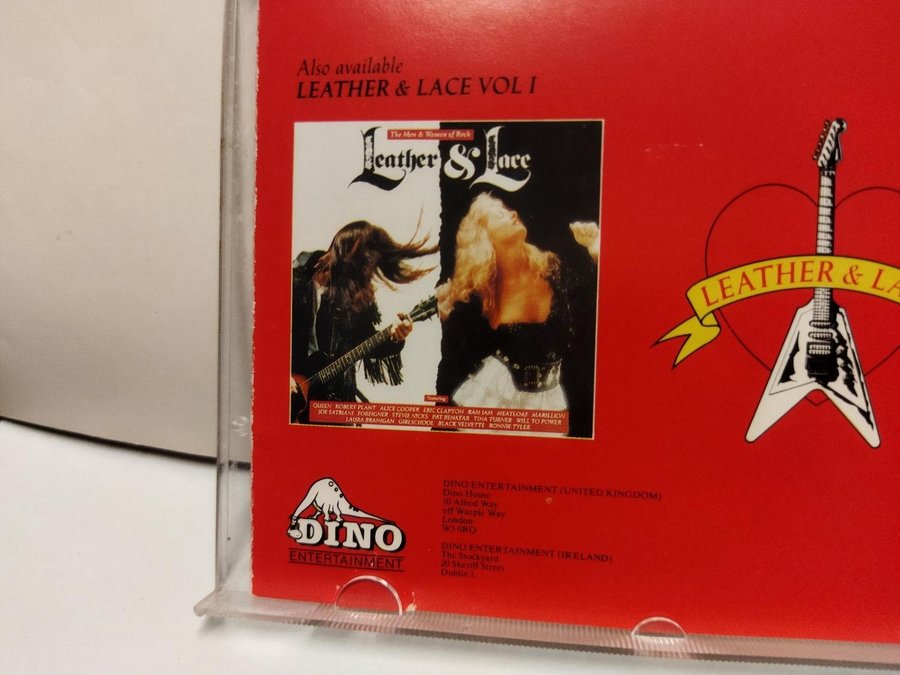 Also available
LEATHER & LACE VOL I
The Men & Women of Rock
Leather & Lace
Featuring
QUEEN ROBERT PLANT ALICE COOPER ERIC CLAPTON RAM JAM MEATLOAF MARILLION
JOE SATRIANI FOREIGNER STEVIE NICKS PAT BENATAR TINA TURNER WILL TO POWER
LAURA BRANIGAN GIRLSCHOOL BLACK VELVETTE BONNIE TYLER
LEATHER & LA
DINO
ENTERTAINMENT
DINO ENTERTAINMENT (UNITED KINGDOM)
Dino House
10 Allied Way
off Warple Way
London
W3 0RQ
DINO ENTERTAINMENT (IRELAND)
The Stockyard
20 Sheriff Street
Dublin 1